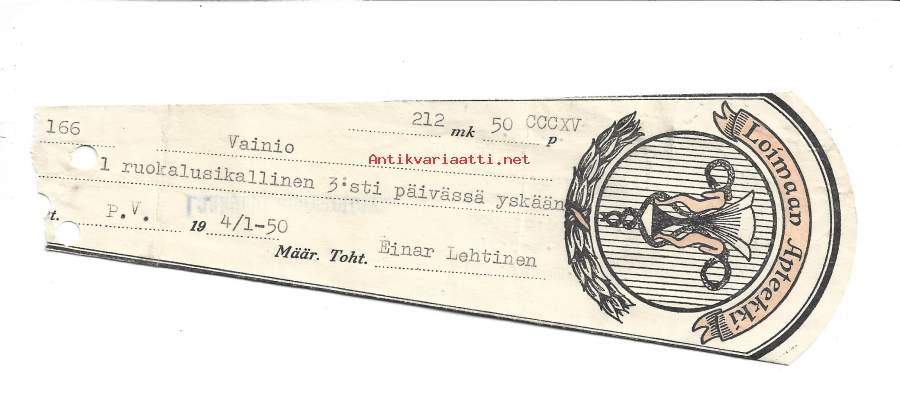 166 212 mk 50 CCCXV p
Vainio
Antikvariaatti.net
1 ruokalusikallinen 3:sti päivässä yskään
t. P.V. 19 4/1-50
Määr. Toht. Einar Lehtinen
Loimaan Apteekki